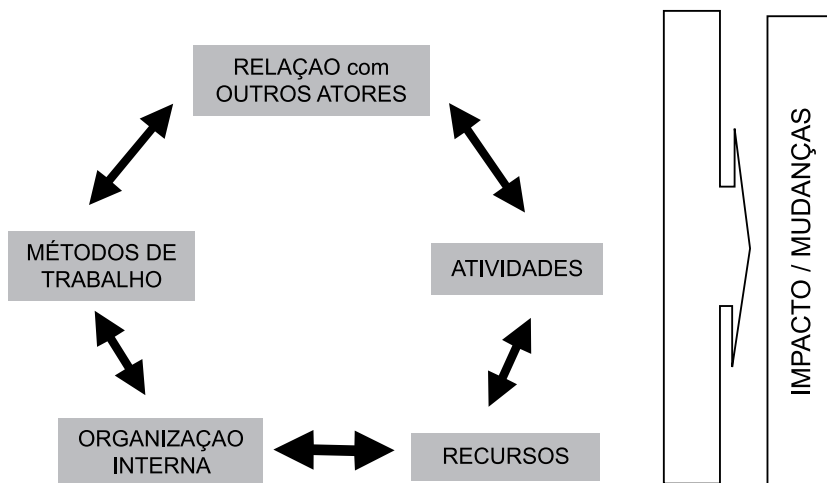 RELAÇAO com
OUTROS ATORES
MÉTODOS DE
TRABALHO
ATIVIDADES
ORGANIZAÇAO
INTERNA
RECURSOS
IMPACTO / MUDANÇAS